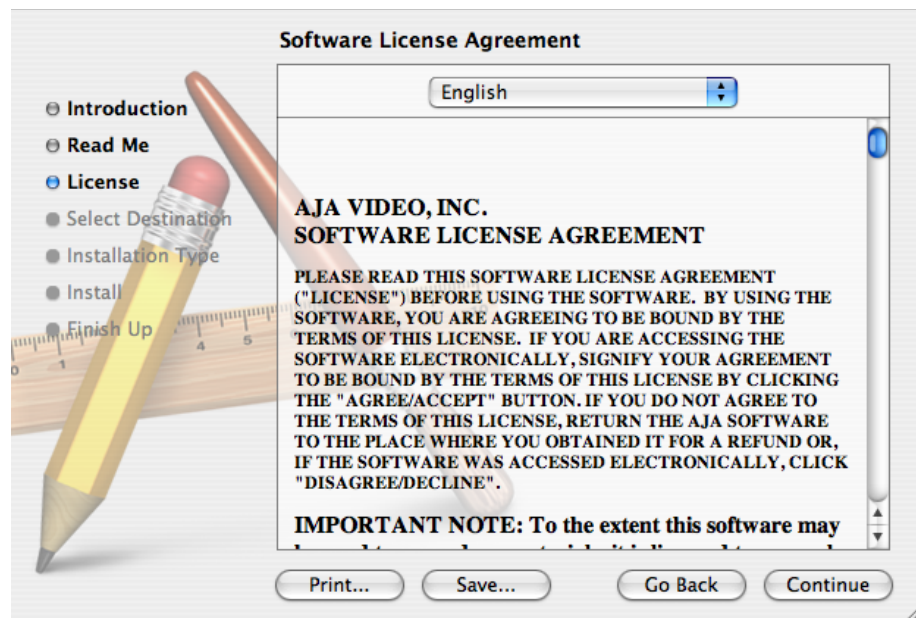 Software License Agreement
English
Introduction
Read Me
License
Select Destination
Installation Type
Install
Finish Up
AJA VIDEO, INC.
SOFTWARE LICENSE AGREEMENT
PLEASE READ THIS SOFTWARE LICENSE AGREEMENT
("LICENSE") BEFORE USING THE SOFTWARE.  BY USING THE
SOFTWARE, YOU ARE AGREEING TO BE BOUND BY THE
TERMS OF THIS LICENSE.  IF YOU ARE ACCESSING THE
SOFTWARE ELECTRONICALLY, SIGNIFY YOUR AGREEMENT
TO BE BOUND BY THE TERMS OF THIS LICENSE BY CLICKING
THE "AGREE/ACCEPT" BUTTON. IF YOU DO NOT AGREE TO
THE TERMS OF THIS LICENSE, RETURN THE AJA SOFTWARE
TO THE PLACE WHERE YOU OBTAINED IT FOR A REFUND OR,
IF THE SOFTWARE WAS ACCESSED ELECTRONICALLY, CLICK
"DISAGREE/DECLINE".
IMPORTANT NOTE: To the extent this software may
0 1 4 5
Print... Save... Go Back Continue